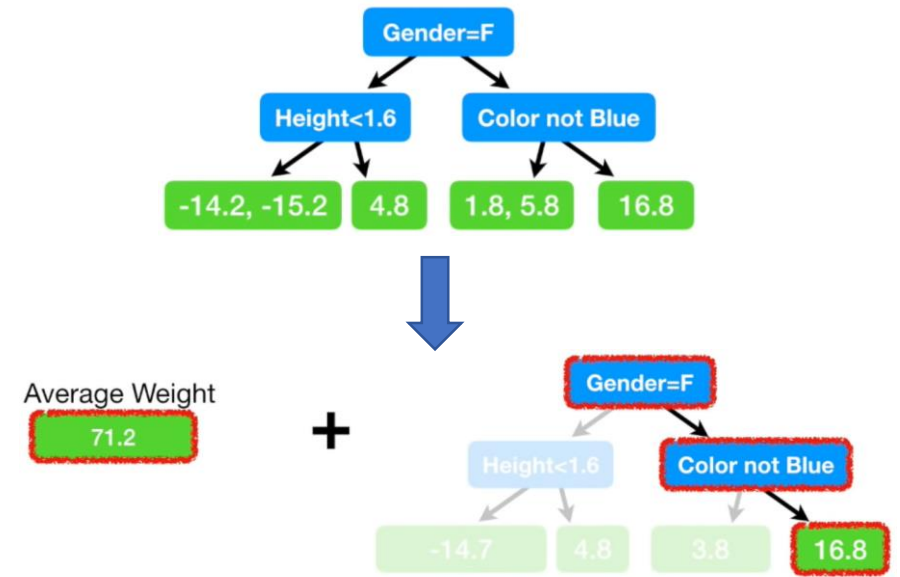 Gender=F
Height<1.6
Color not Blue
-14.2, -15.2
4.8
1.8, 5.8
16.8
Average Weight
71.2
+
Gender=F
Height<1.6
Color not Blue
-14.7
4.8
3.8
16.8